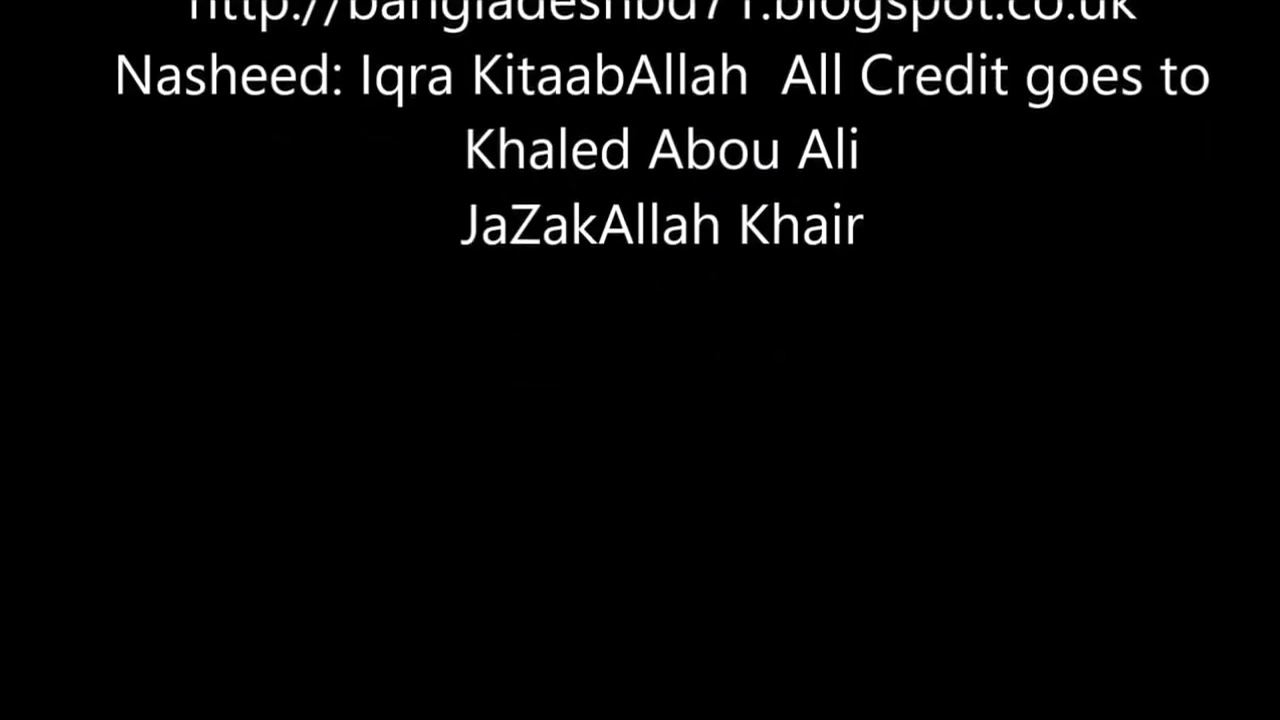 http://bangladeshbd71.blogspot.co.uk
Nasheed: Iqra KitaabAllah  All Credit goes to
Khaled Abou Ali
JaZakAllah Khair